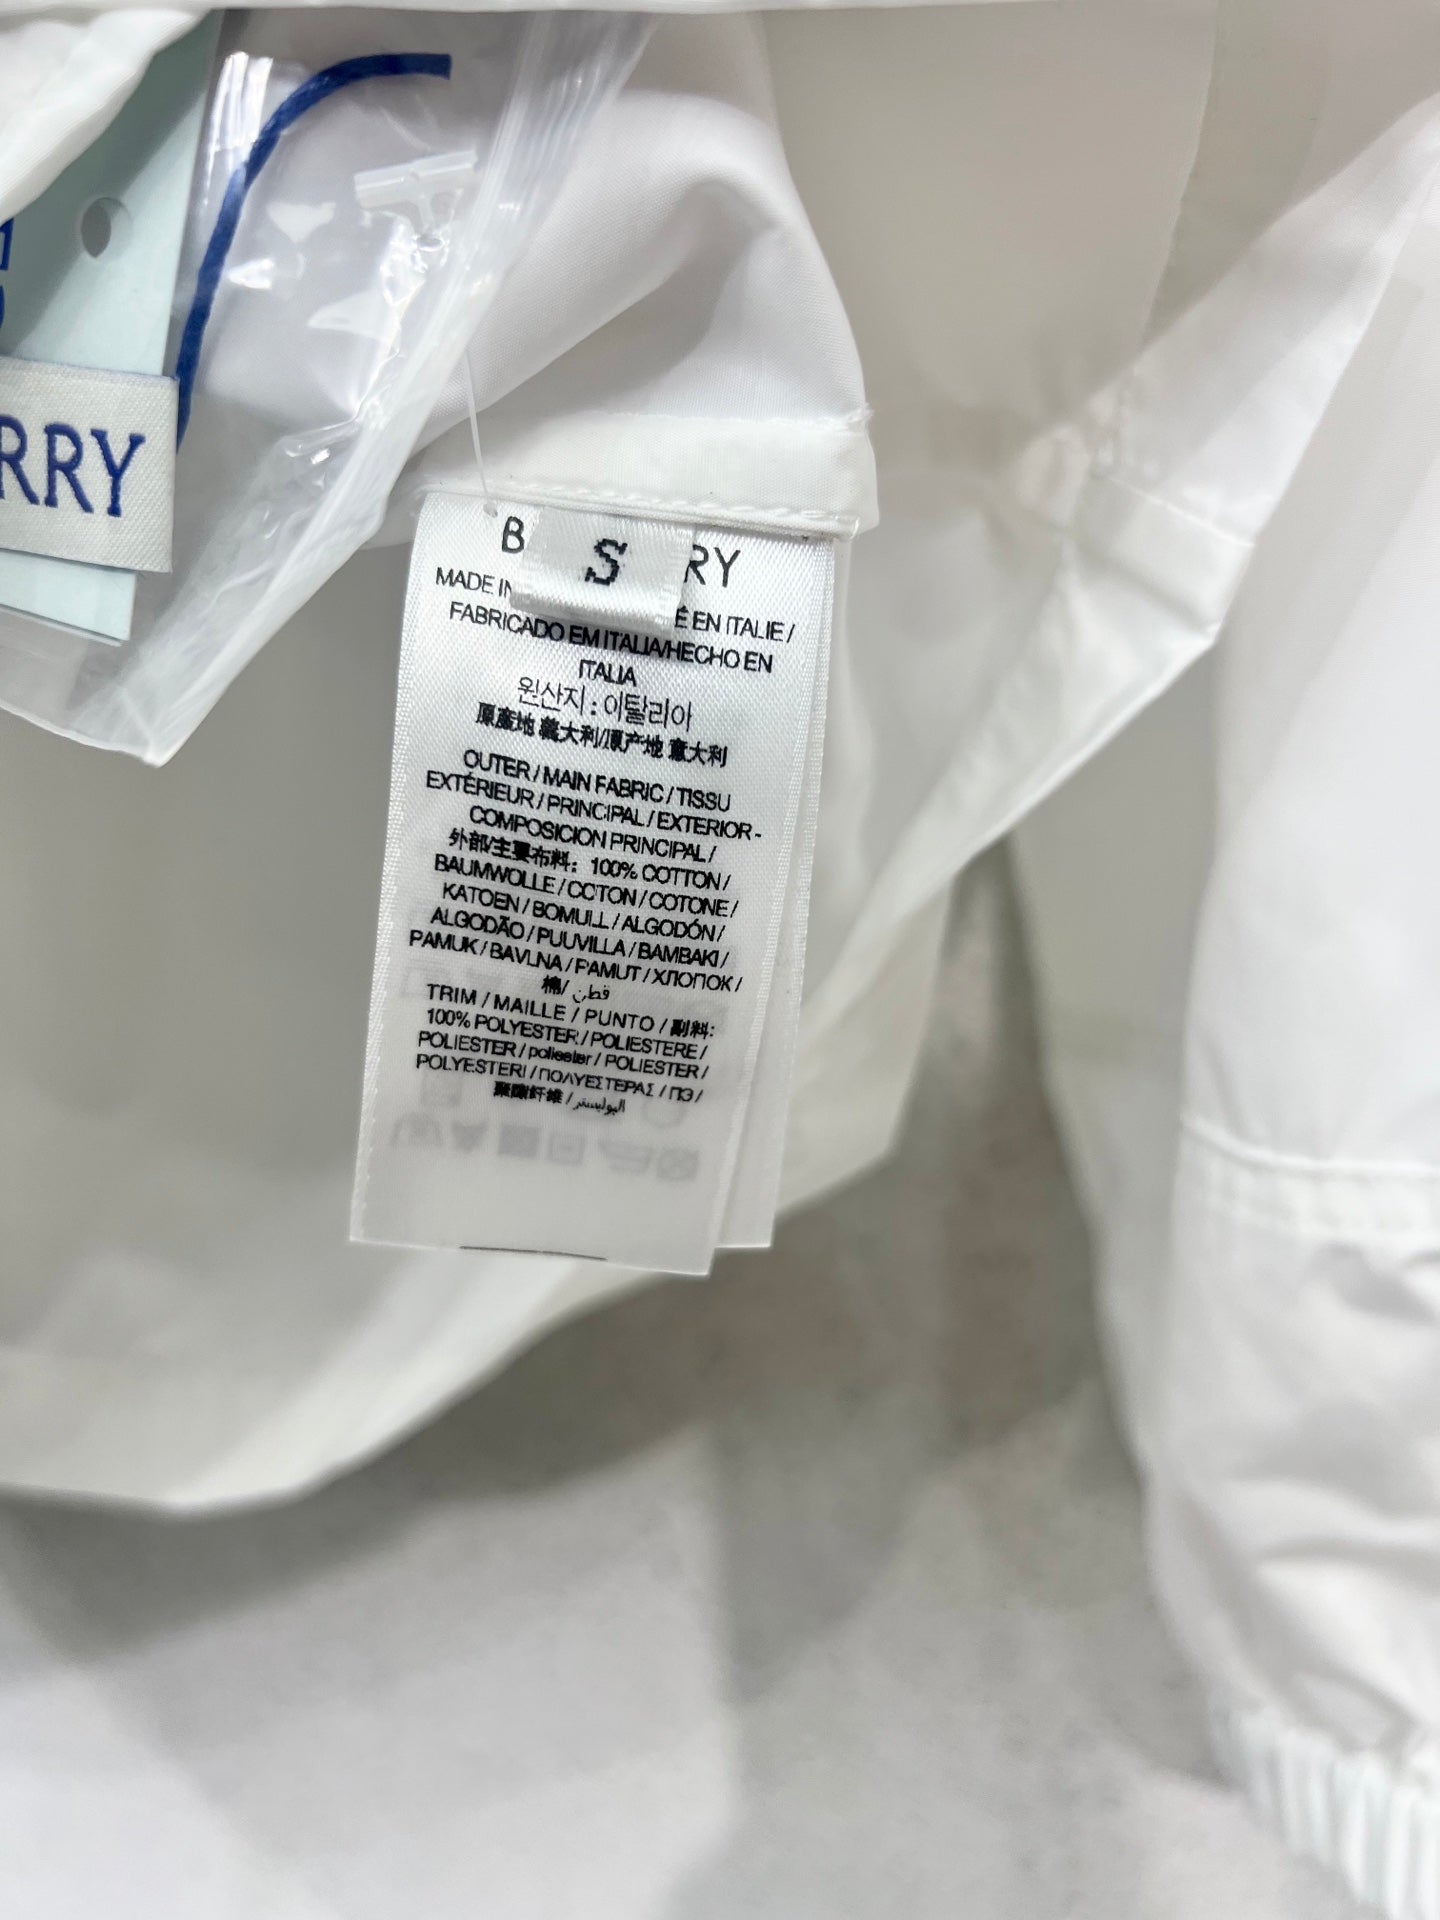 RRY
B RY
S
MADE IN É EN ITALIE /
FABRICADO EM ITALIA/HECHO EN
ITALIA
원산지 : 이탈리아
原產地 義大利/原产地 意大利
OUTER / MAIN FABRIC / TISSU
EXTÉRIEUR / PRINCIPAL / EXTERIOR -
COMPOSICION PRINCIPAL /
外部/主要布料: 100% COTTON /
BAUMWOLLE / COTON / COTONE /
KATOEN / BOMULL / ALGODÓN /
ALGODÃO / PUUVILLA / BAMBAKI /
PAMUK / BAVLNA / PAMUT / ХЛОПОК /
棉/ قطن
TRIM / MAILLE / PUNTO / 副料:
100% POLYESTER / POLIESTERE /
POLIESTER / poliester / POLIESTER /
POLYESTERI / ΠΟΛΥΕΣΤΕΡΑΣ / ПЭ /
聚酯纤维 / البوليستر